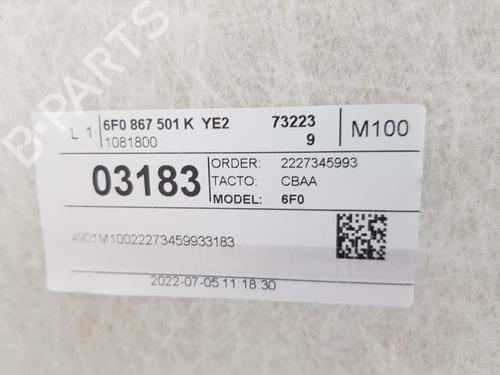 B-PARTS
L 1
6F0 867 501 K YE2 73223
1081800 9
M100
03183
ORDER: 2227345993
TACTO: CBAA
MODEL: 6F0
4901M10022273459933183
2022-07-05 11:18:30